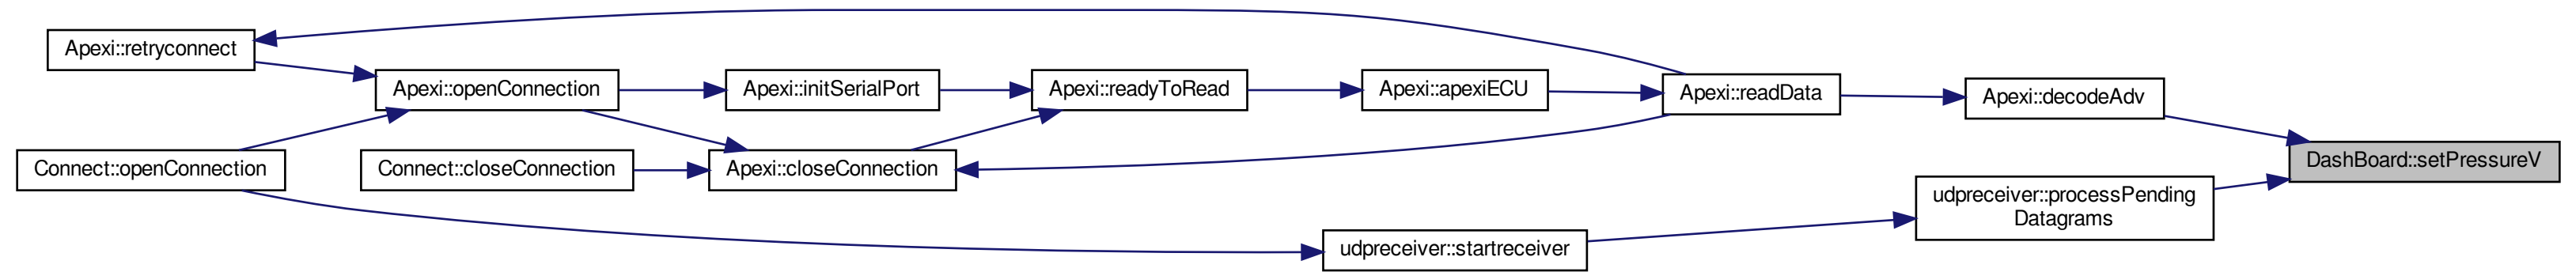 Apexi::retryconnect
Apexi::openConnection
Apexi::initSerialPort
Apexi::readyToRead
Apexi::apexiECU
Apexi::readData
Apexi::decodeAdv
Connect::openConnection
Connect::closeConnection
Apexi::closeConnection
DashBoard::setPressureV
udpreceiver::processPending
Datagrams
udpreceiver::startreceiver